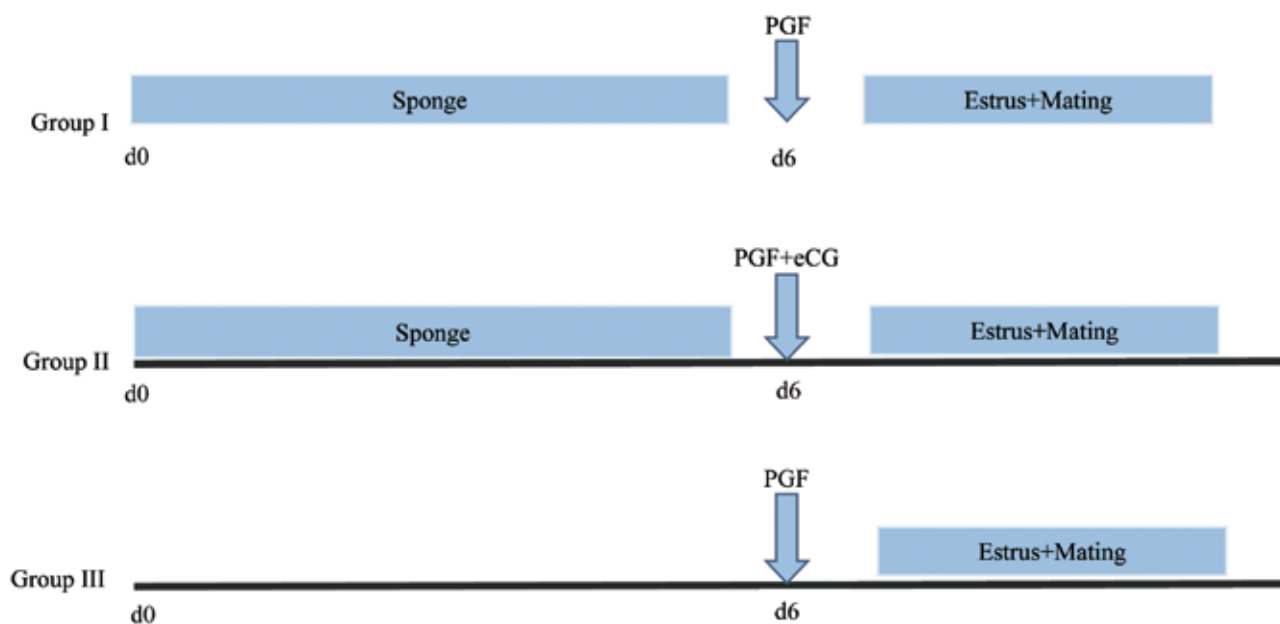 PGF
Sponge
Estrus+Mating
Group I
d0
d6
PGF+eCG
Sponge
Estrus+Mating
Group II
d0
d6
PGF
Estrus+Mating
Group III
d0
d6